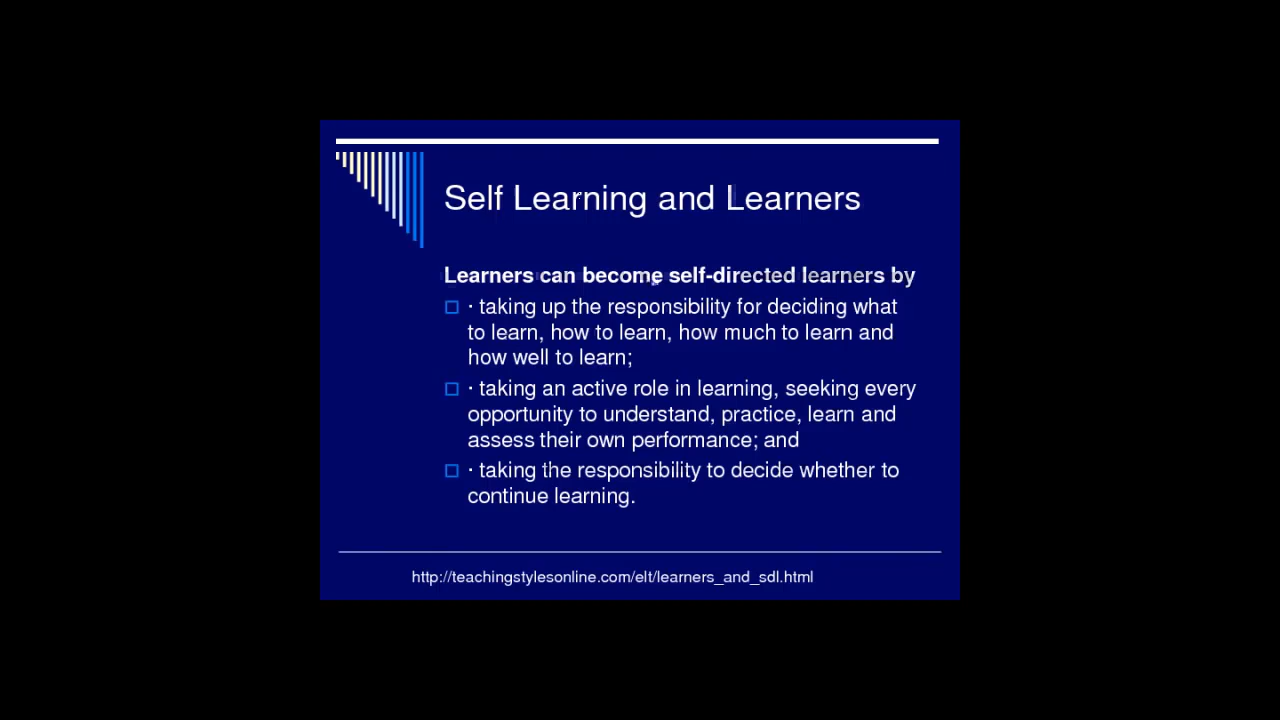 Self Learning and Learners
Learners can become self-directed learners by
· taking up the responsibility for deciding what
to learn, how to learn, how much to learn and
how well to learn;
· taking an active role in learning, seeking every
opportunity to understand, practice, learn and
assess their own performance; and
· taking the responsibility to decide whether to
continue learning.
http://teachingstylesonline.com/elt/learners_and_sdl.html